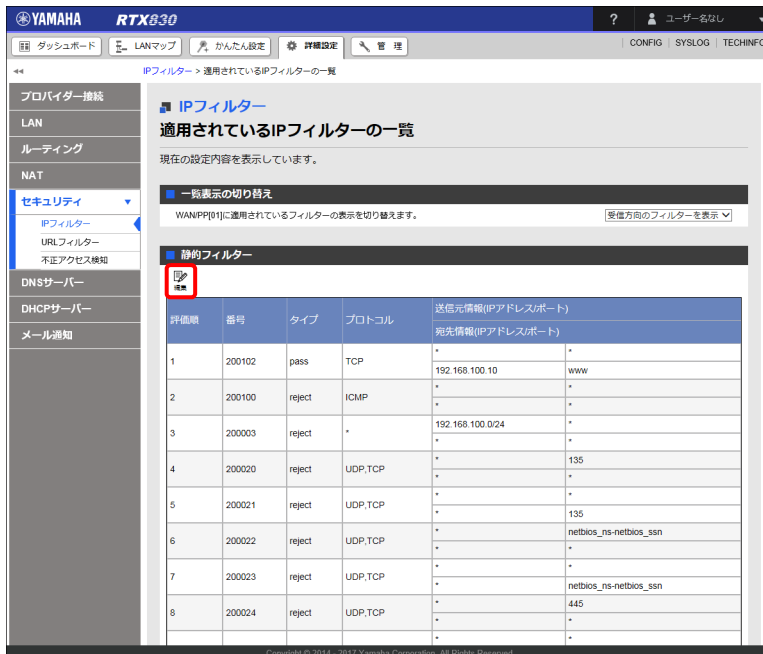 YAMAHA RTX830 ? ユーザー名なし
ダッシュボード LANマップ かんたん設定 詳細設定 管 理 CONFIG SYSLOG TECHINFO
IPフィルター > 適用されているIPフィルターの一覧
プロバイダー接続
LAN
ルーティング
NAT
セキュリティ
IPフィルター
URLフィルター
不正アクセス検知
DNSサーバー
DHCPサーバー
メール通知
IPフィルター
適用されているIPフィルターの一覧
現在の設定内容を表示しています。
一覧表示の切り替え
WAN/PP[01]に適用されているフィルターの表示を切り替えます。 受信方向のフィルターを表示
静的フィルター
編集
評価順 番号 タイプ プロトコル 送信元情報(IPアドレス/ポート)
宛先情報(IPアドレス/ポート)
1 200102 pass TCP * *
192.168.100.10 www
2 200100 reject ICMP * *
* *
3 200003 reject * 192.168.100.0/24 *
* *
4 200020 reject UDP,TCP * 135
* *
5 200021 reject UDP,TCP * *
* 135
6 200022 reject UDP,TCP * netbios_ns-netbios_ssn
* *
7 200023 reject UDP,TCP * *
* netbios_ns-netbios_ssn
8 200024 reject UDP,TCP * 445
* *
* *
Copyright © 2014 - 2017 Yamaha Corporation. All Rights Reserved.